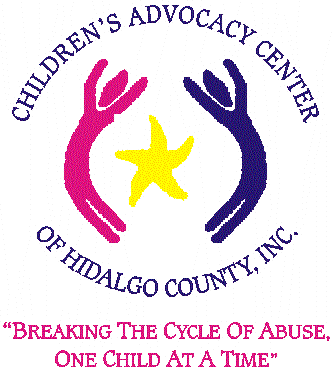 CHILDREN'S ADVOCACY CENTER
OF HIDALGO COUNTY, INC.
"BREAKING THE CYCLE OF ABUSE,
ONE CHILD AT A TIME"